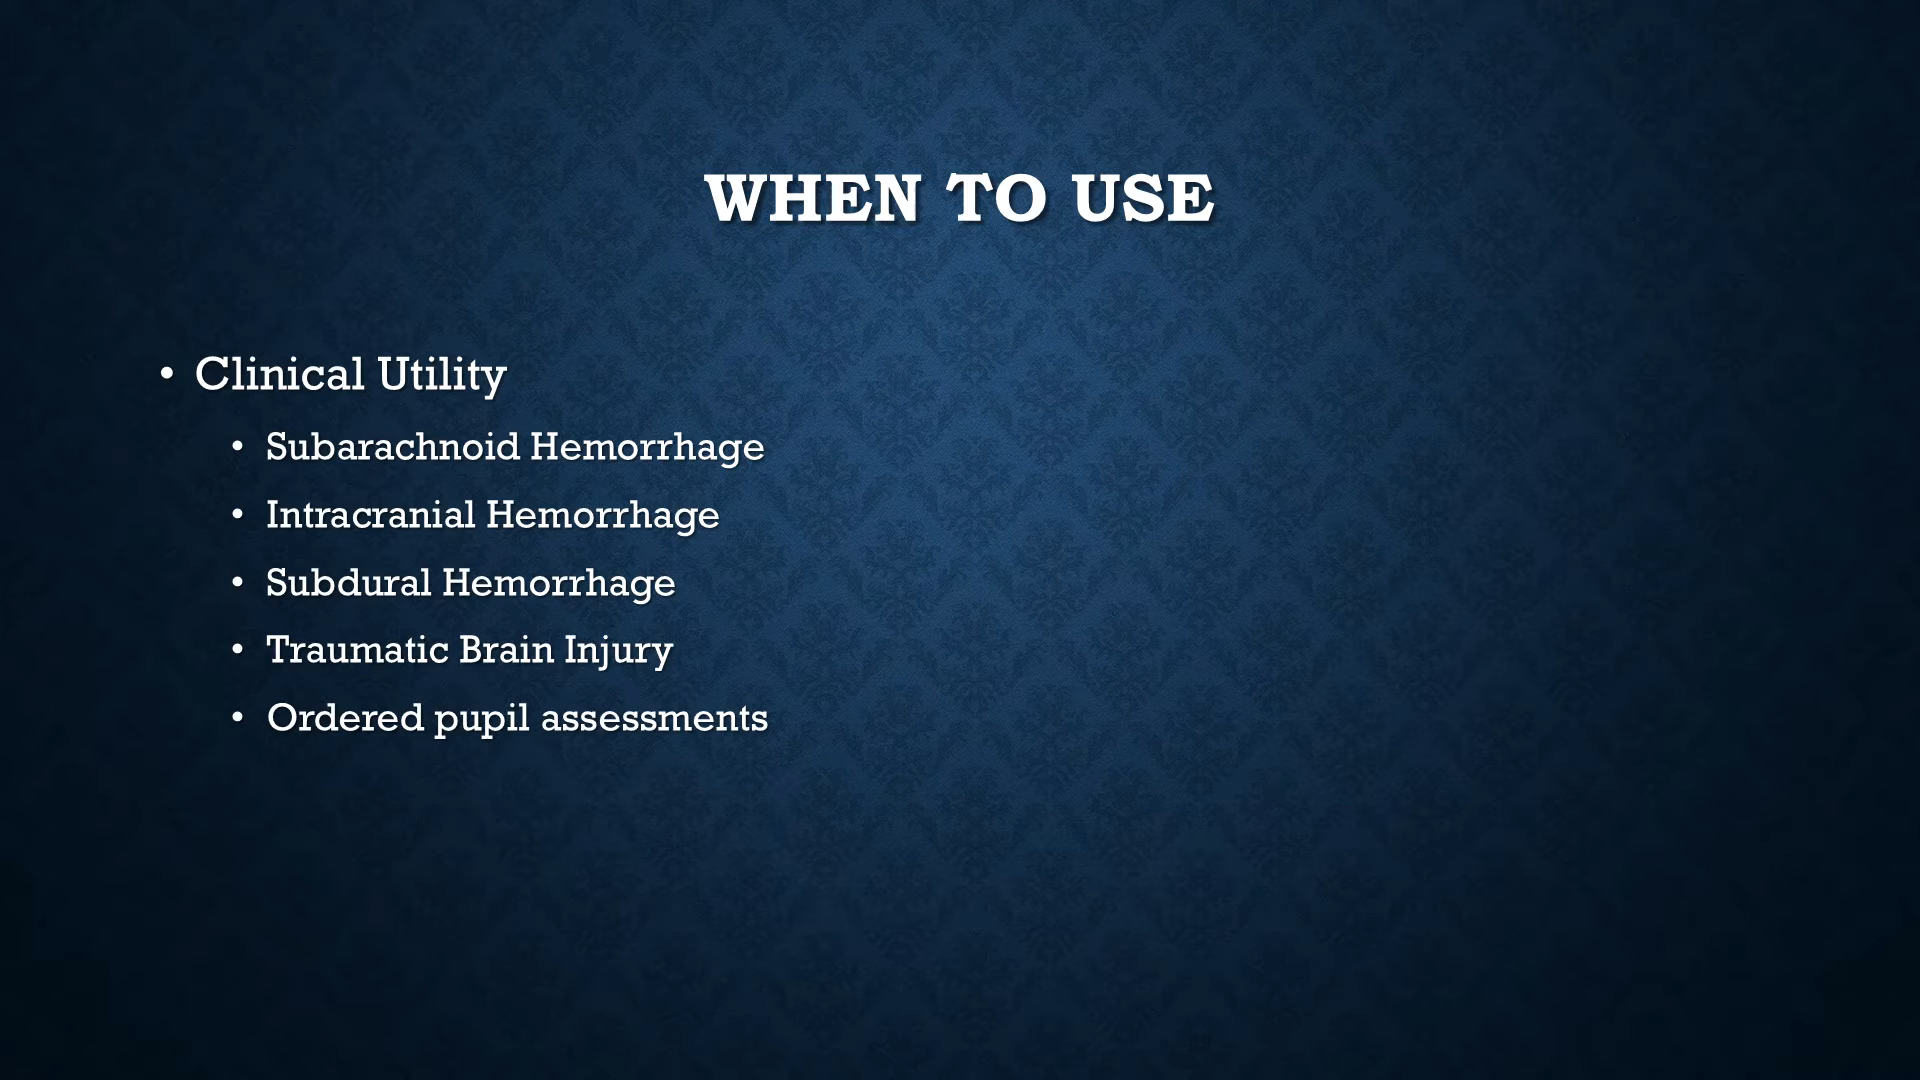 WHEN TO USE
• Clinical Utility
• Subarachnoid Hemorrhage
• Intracranial Hemorrhage
• Subdural Hemorrhage
• Traumatic Brain Injury
• Ordered pupil assessments